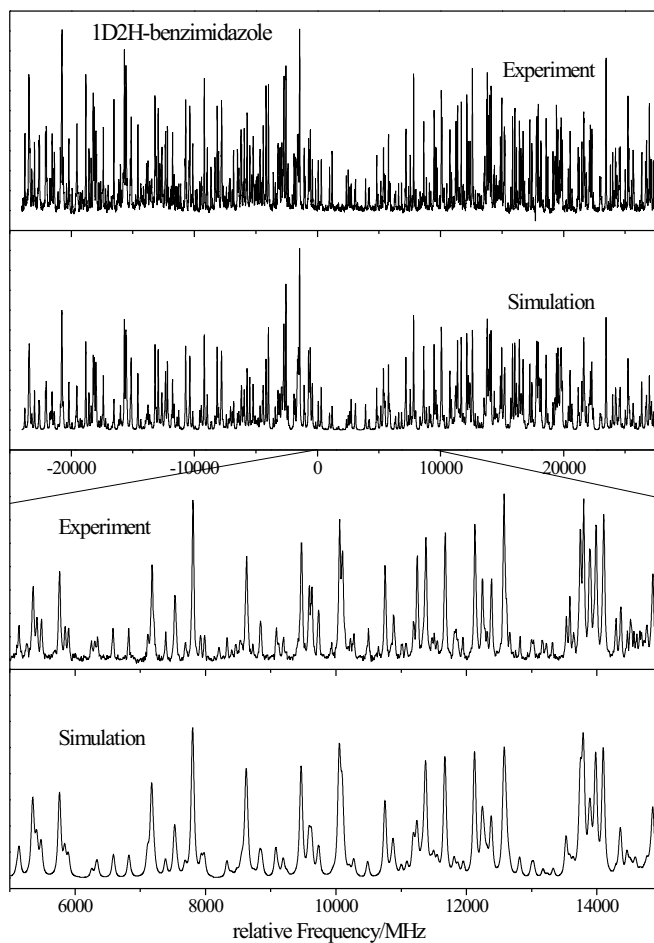 1D2H-benzimidazole
Experiment
Simulation
-20000 -10000 0 10000 20000
Experiment
Simulation
6000 8000 10000 12000 14000
relative Frequency/MHz